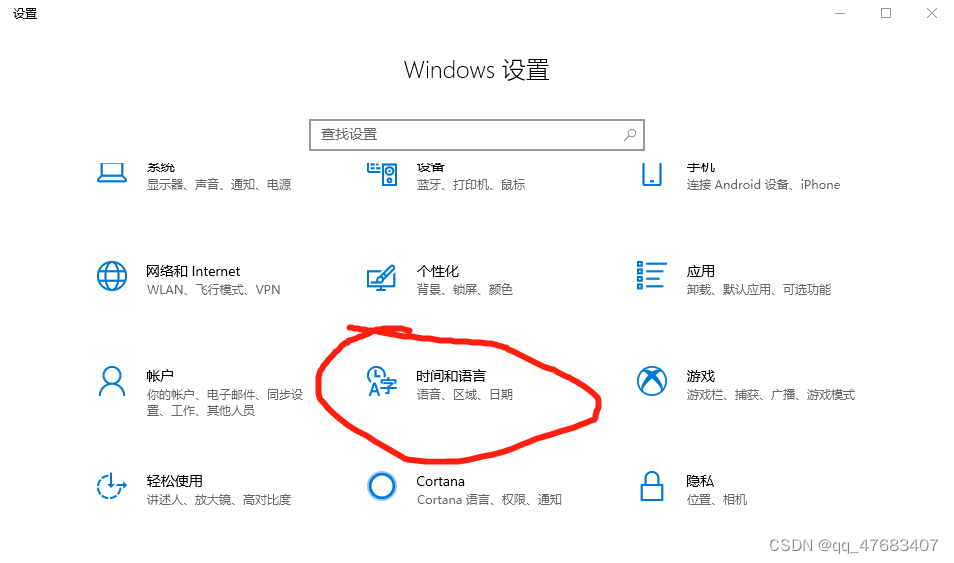 设置
Windows 设置
查找设置
系统
显示器、声音、通知、电源
设备
蓝牙、打印机、鼠标
手机
连接 Android 设备、iPhone
网络和 Internet
WLAN、飞行模式、VPN
个性化
背景、锁屏、颜色
应用
卸载、默认应用、可选功能
帐户
你的帐户、电子邮件、同步设
置、工作、其他人员
时间和语言
语音、区域、日期
游戏
游戏栏、捕获、广播、游戏模式
轻松使用
讲述人、放大镜、高对比度
Cortana
Cortana 语言、权限、通知
隐私
位置、相机
CSDN @qq_47683407